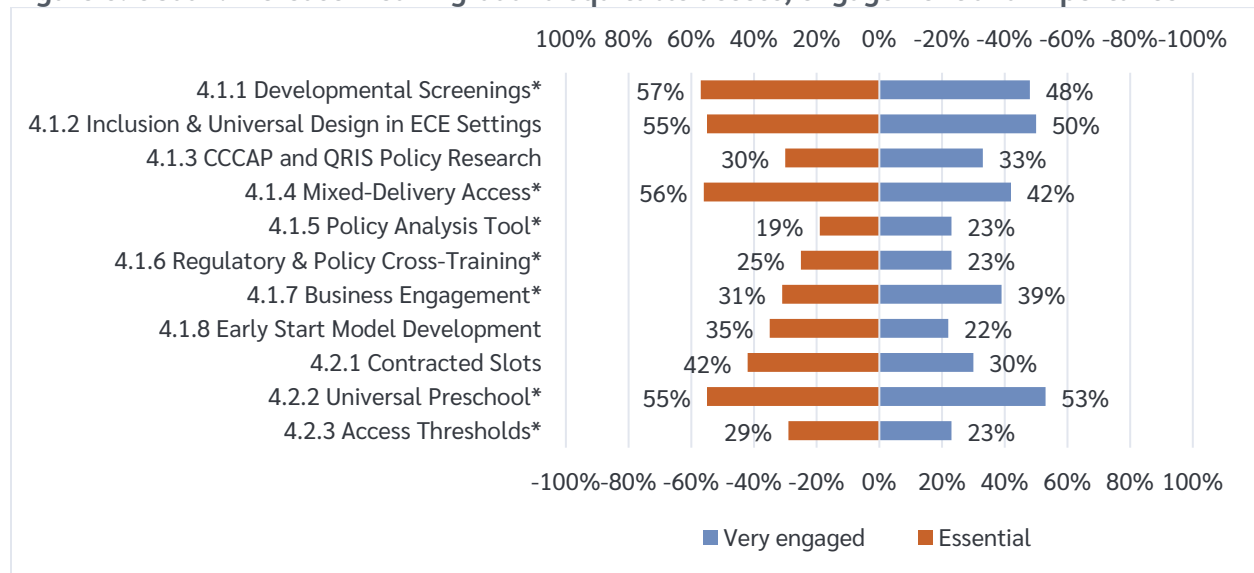 100% 80% 60% 40% 20% 0% -20% -40% -60% -80%-100%
4.1.1 Developmental Screenings* 57% 48%
4.1.2 Inclusion & Universal Design in ECE Settings 55% 50%
4.1.3 CCCAP and QRIS Policy Research 30% 33%
4.1.4 Mixed-Delivery Access* 56% 42%
4.1.5 Policy Analysis Tool* 19% 23%
4.1.6 Regulatory & Policy Cross-Training* 25% 23%
4.1.7 Business Engagement* 31% 39%
4.1.8 Early Start Model Development 35% 22%
4.2.1 Contracted Slots 42% 30%
4.2.2 Universal Preschool* 55% 53%
4.2.3 Access Thresholds* 29% 23%
-100%-80% -60% -40% -20% 0% 20% 40% 60% 80% 100%
Very engaged Essential